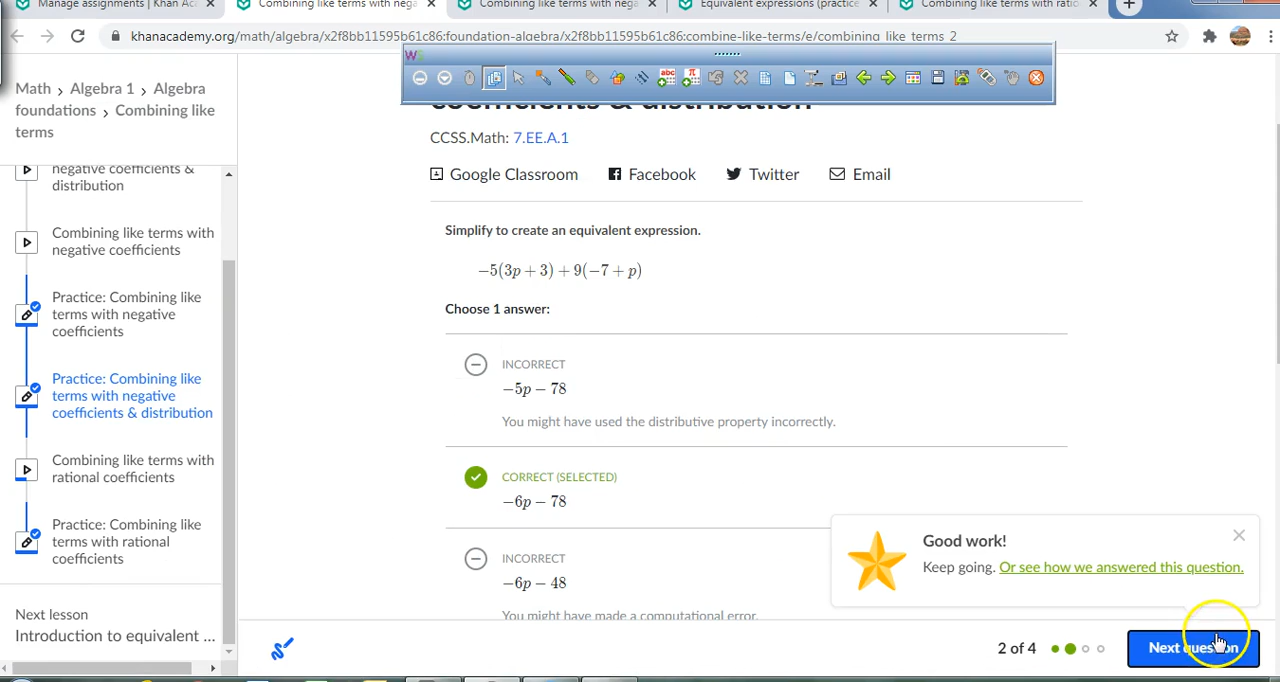 Manage assignments | Khan Aca
Combining like terms with nega
Combining like terms with nega
Equivalent expressions (practice
Combining like terms with ratio
khanacademy.org/math/algebra/x2f8bb11595b61c86:foundation-algebra/x2f8bb11595b61c86:combine-like-terms/e/combining_like_terms_2
Math > Algebra 1 > Algebra
foundations > Combining like
terms
negative coefficients &
distribution
Combining like terms with
negative coefficients
Practice: Combining like
terms with negative
coefficients
Practice: Combining like
terms with negative
coefficients & distribution
Combining like terms with
rational coefficients
Practice: Combining like
terms with rational
coefficients
Next lesson
Introduction to equivalent ...
coefficients & distribution
CCSS.Math: 7.EE.A.1
Google Classroom
Facebook
Twitter
Email
Simplify to create an equivalent expression.
−5(3p + 3) + 9(−7 + p)
Choose 1 answer:
INCORRECT
−5p − 78
You might have used the distributive property incorrectly.
CORRECT (SELECTED)
−6p − 78
INCORRECT
−6p − 48
You might have made a computational error.
Good work!
Keep going. Or see how we answered this question.
2 of 4
Next question